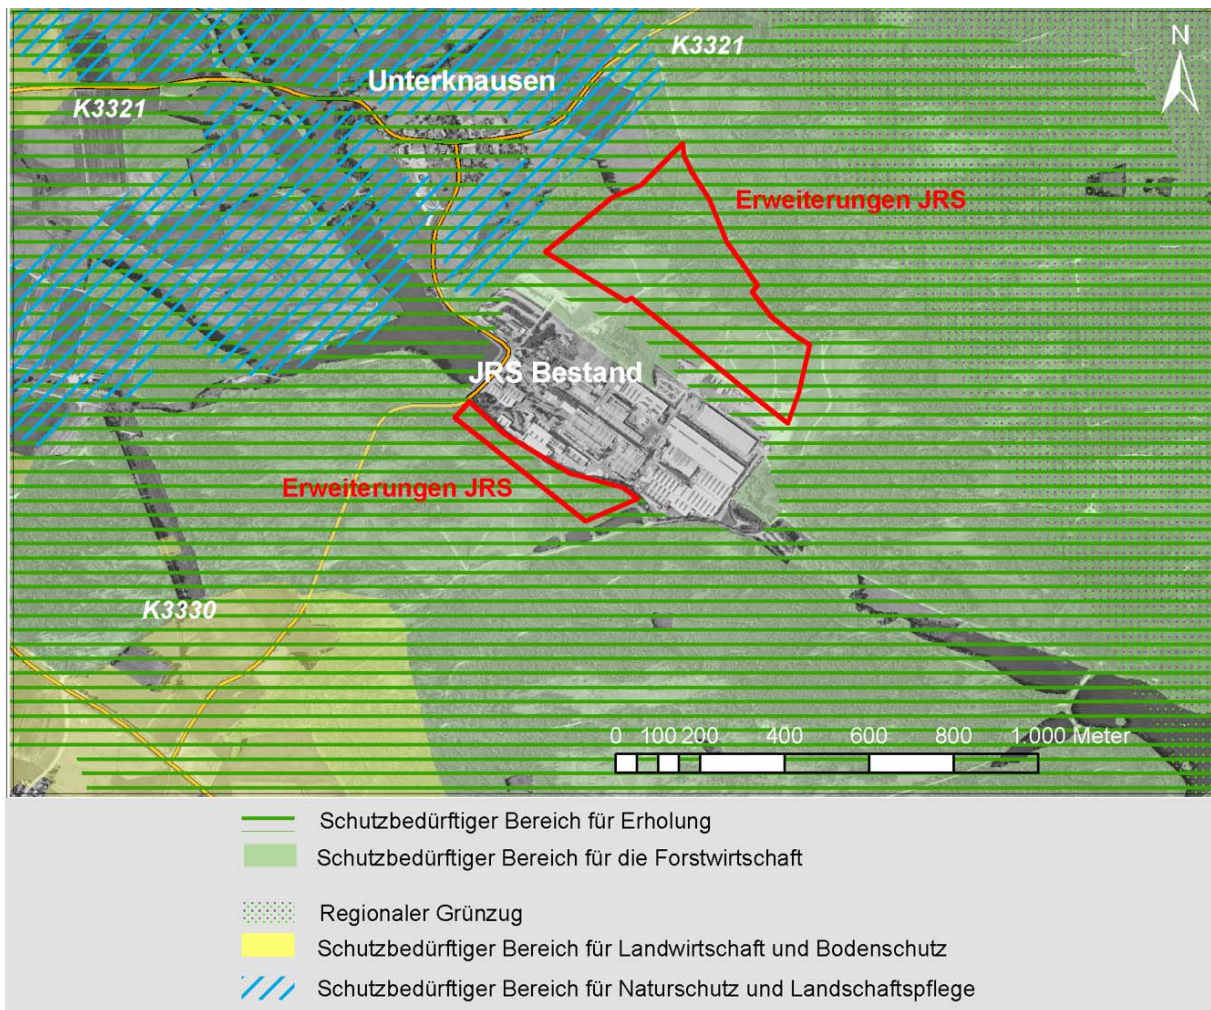 K3321
N
Unterknausen
K3321
Erweiterungen JRS
JRS Bestand
Erweiterungen JRS
K3330
0 100 200 400 600 800 1.000 Meter
Schutzbedürftiger Bereich für Erholung
Schutzbedürftiger Bereich für die Forstwirtschaft
Regionaler Grünzug
Schutzbedürftiger Bereich für Landwirtschaft und Bodenschutz
Schutzbedürftiger Bereich für Naturschutz und Landschaftspflege